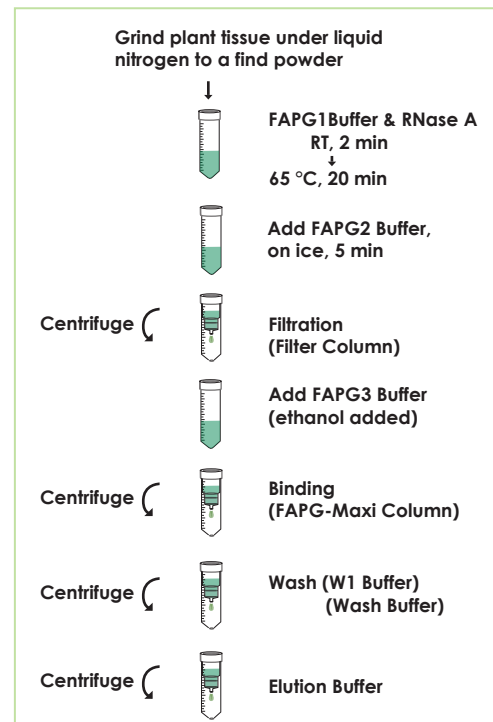 Grind plant tissue under liquid
nitrogen to a find powder
FAPG1Buffer & RNase A
RT, 2 min
65 °C, 20 min
Add FAPG2 Buffer,
on ice, 5 min
Centrifuge
Filtration
(Filter Column)
Add FAPG3 Buffer
(ethanol added)
Centrifuge
Binding
(FAPG-Maxi Column)
Centrifuge
Wash (W1 Buffer)
(Wash Buffer)
Centrifuge
Elution Buffer